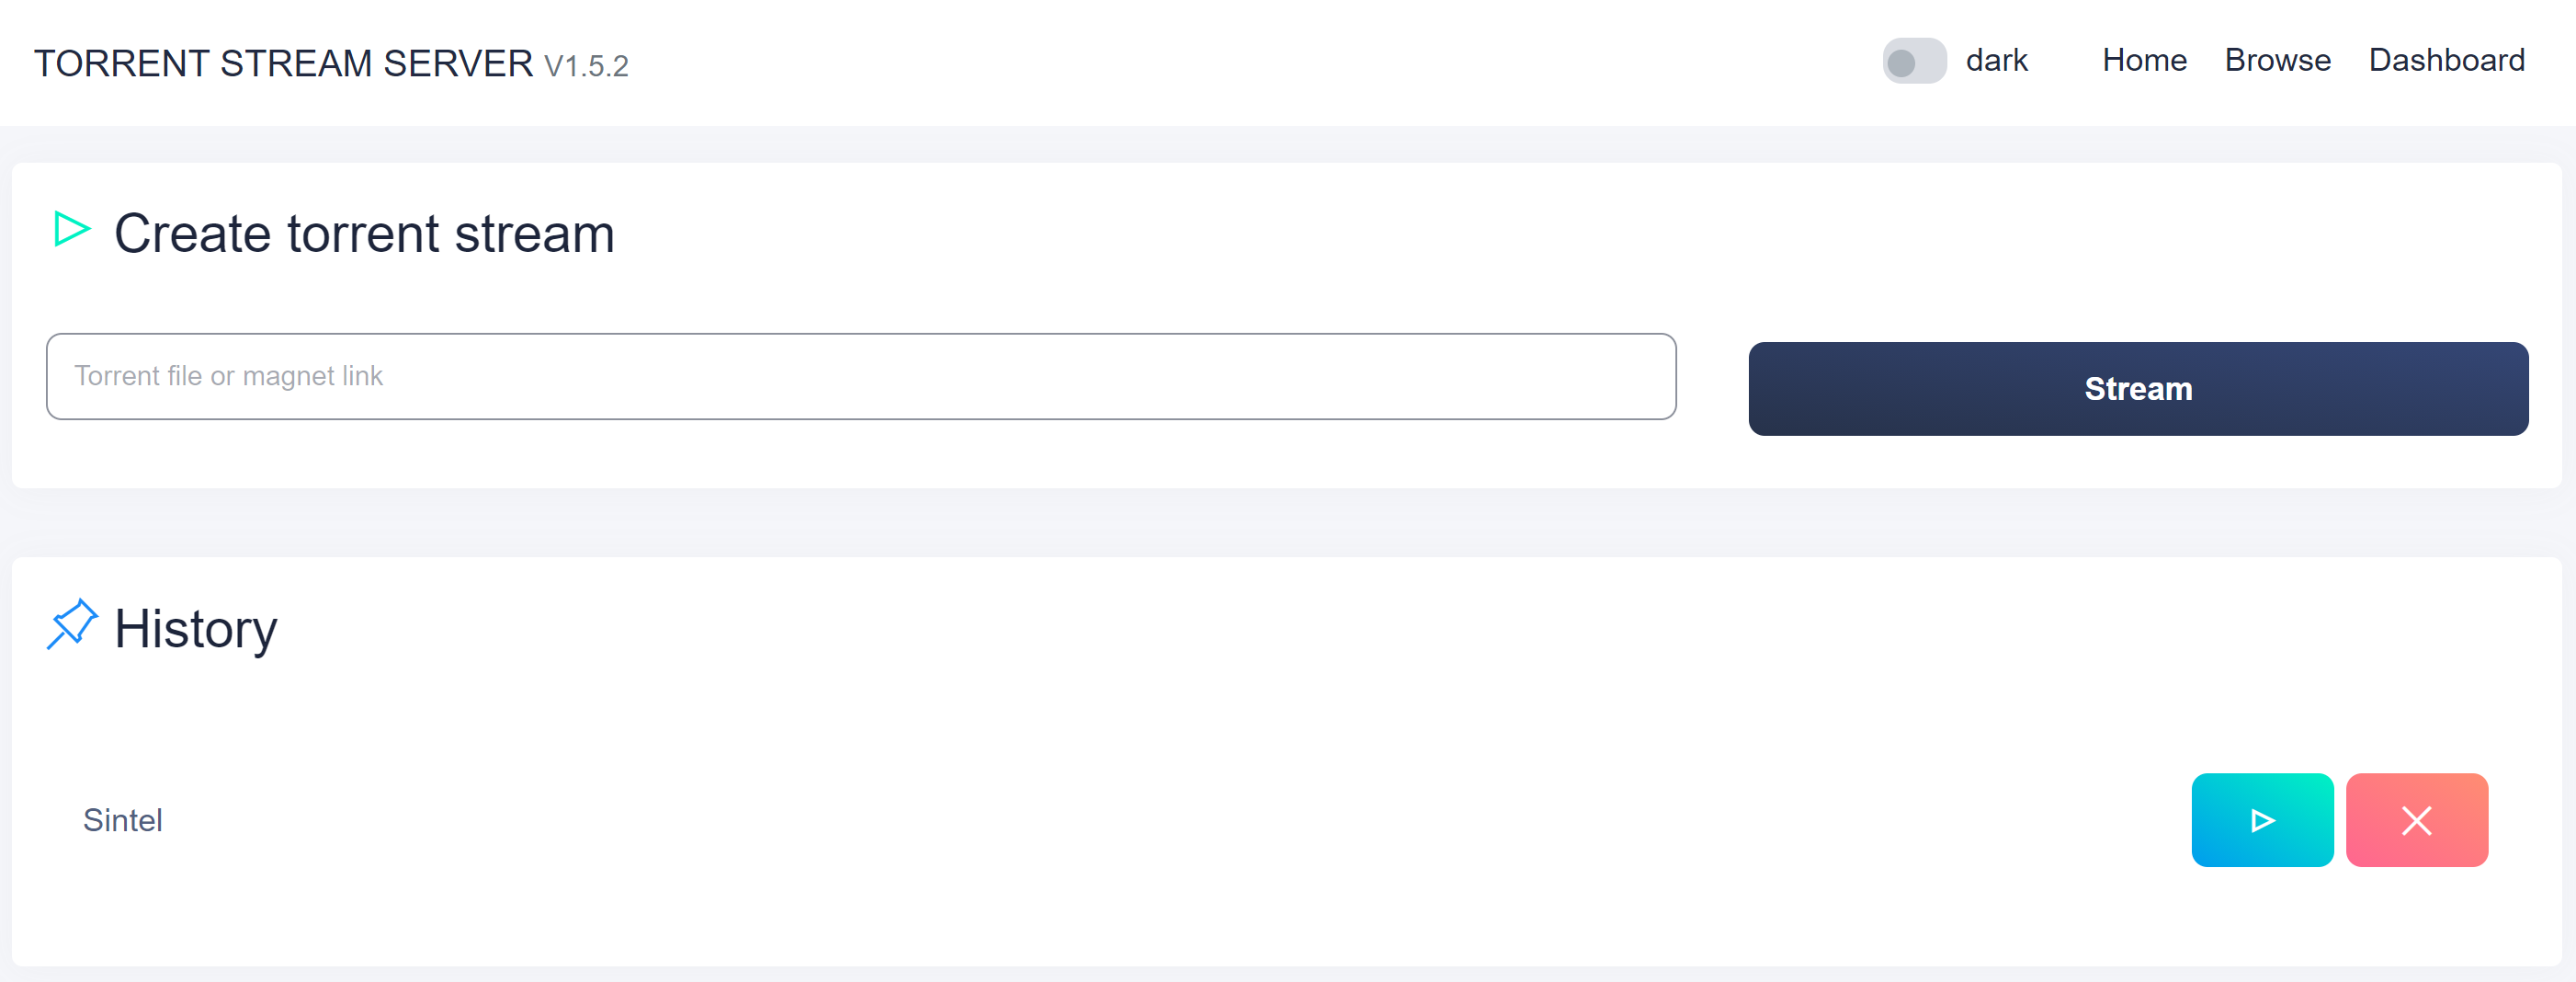 TORRENT STREAM SERVER V1.5.2
dark Home Browse Dashboard
Create torrent stream
Torrent file or magnet link
Stream
History
Sintel